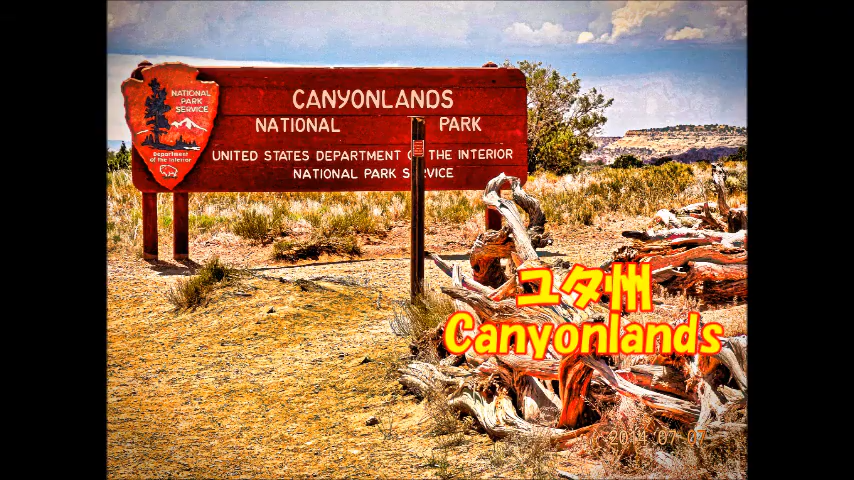 NATIONAL
PARK
SERVICE
Department
of the Interior
CANYONLANDS
NATIONAL PARK
UNITED STATES DEPARTMENT O THE INTERIOR
NATIONAL PARK SERVICE
ユタ州
Canyonlands
2014 07 07